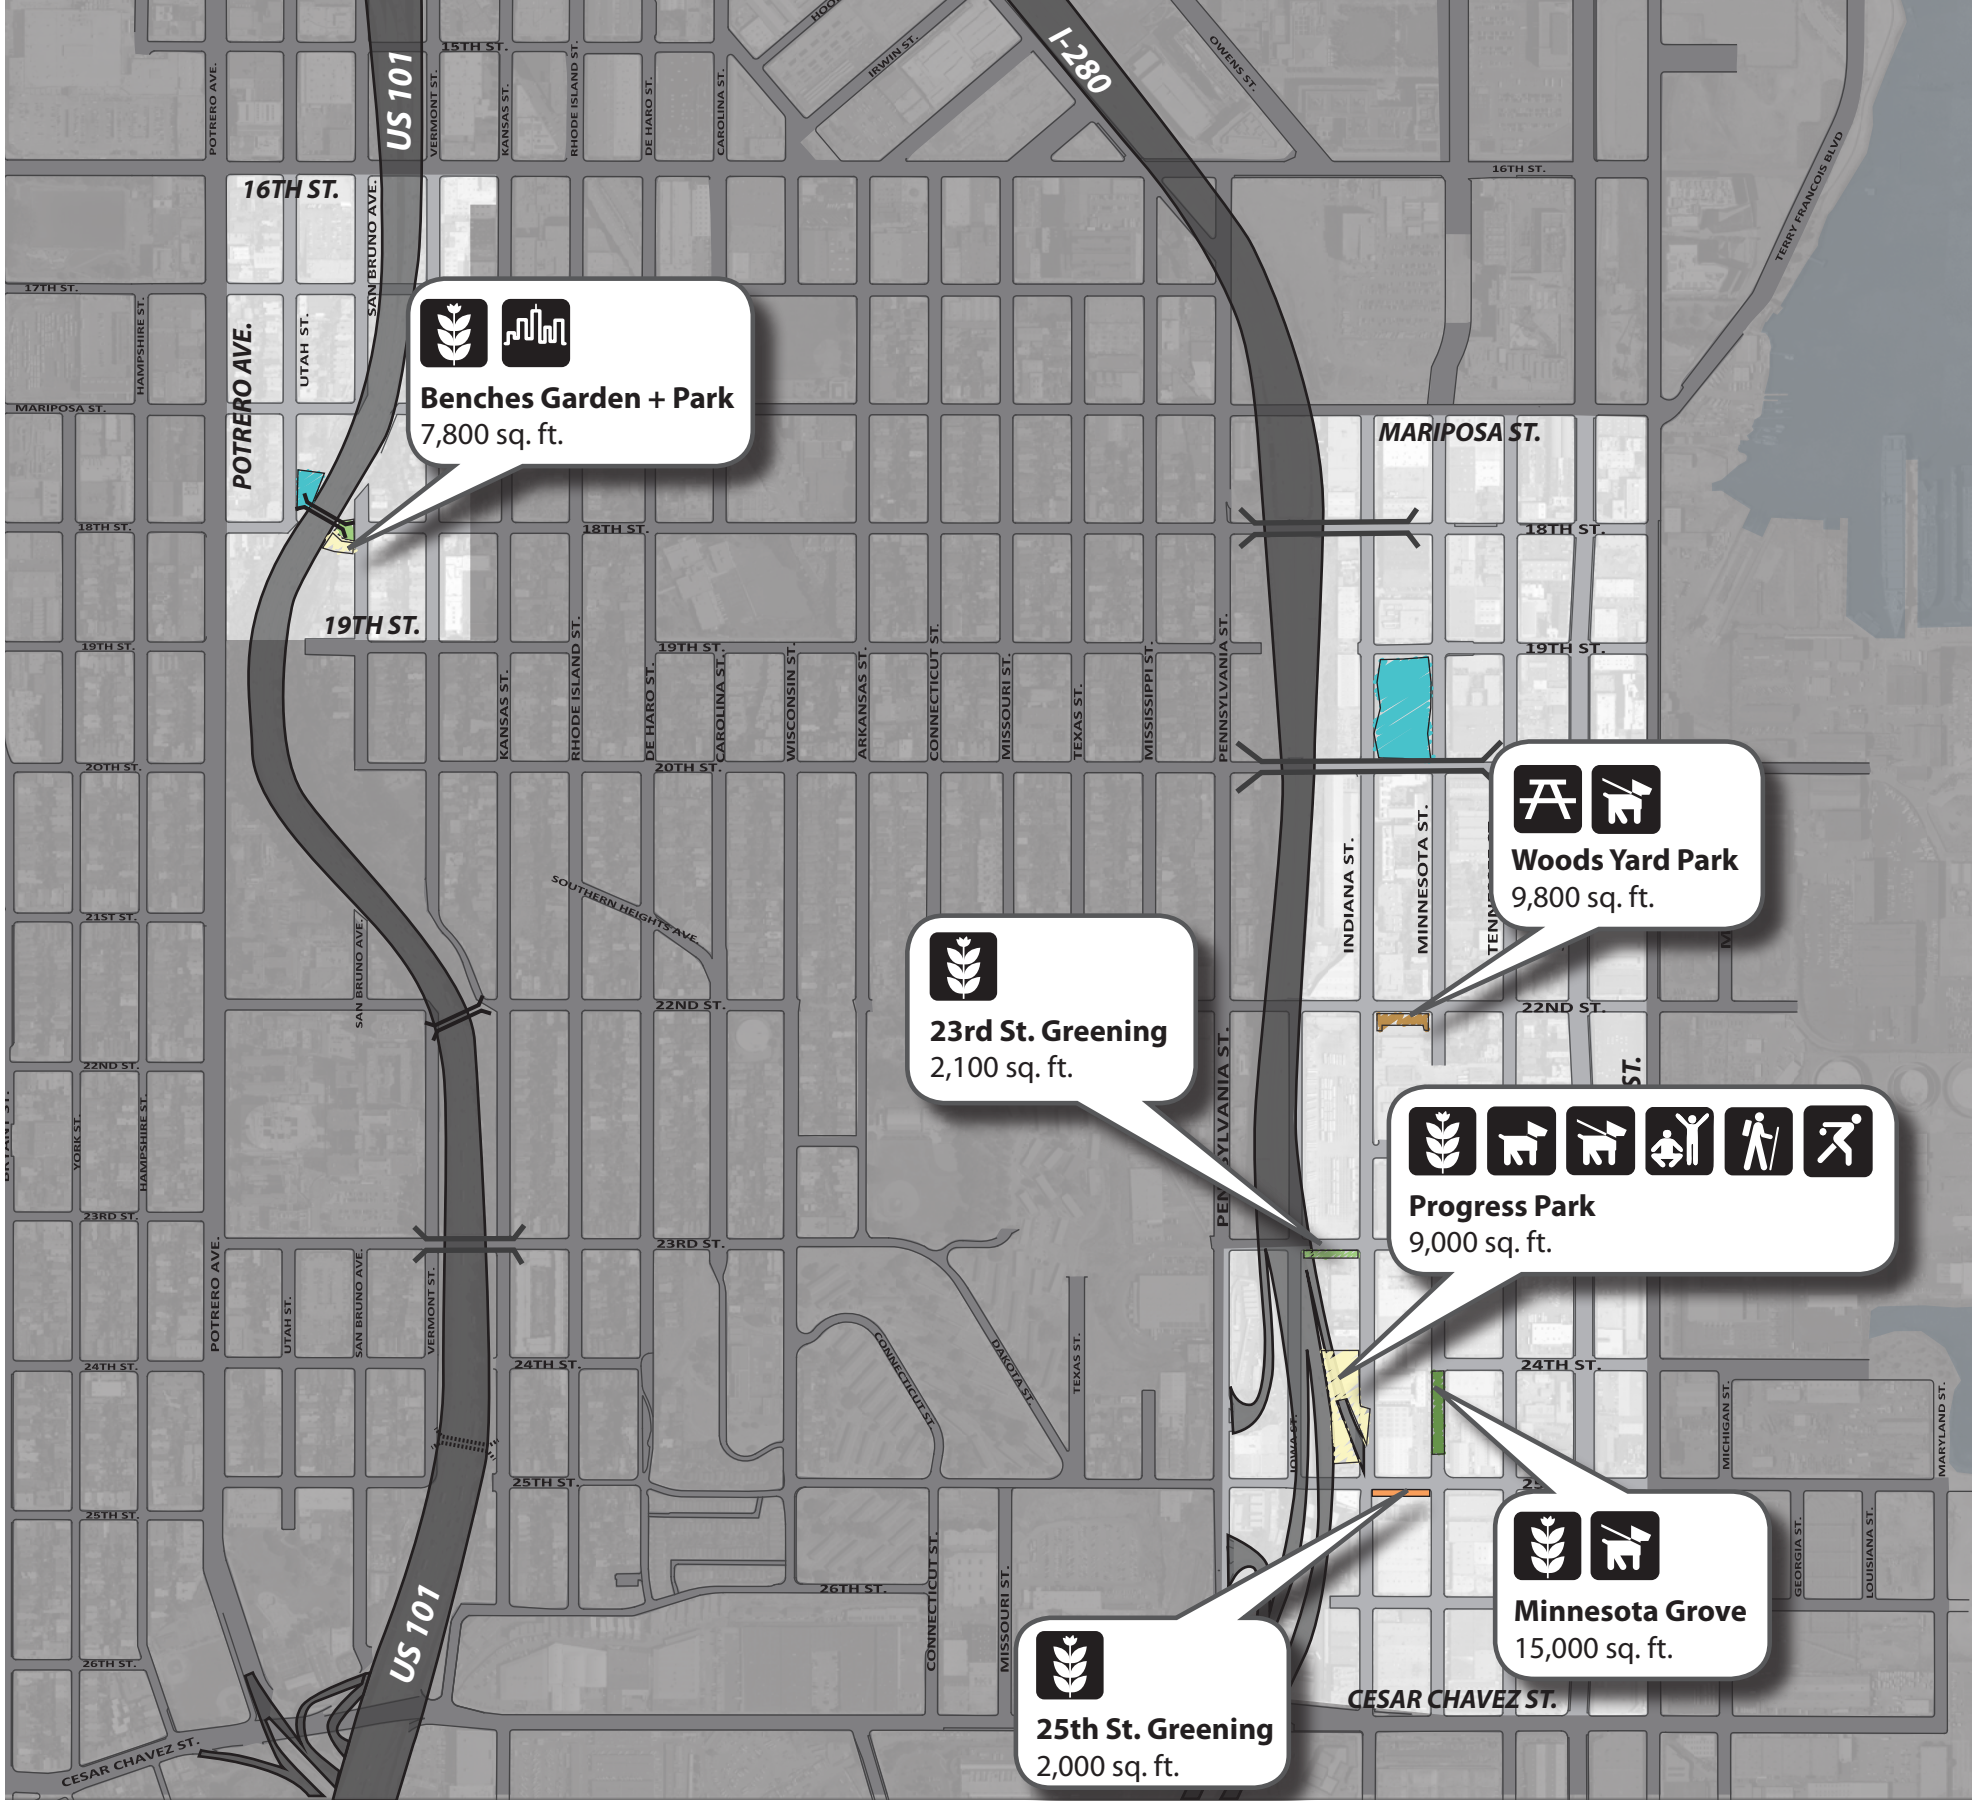 US 101
I-280
15TH ST.
IRWIN ST.
OWENS ST.
POTRERO AVE.
VERMONT ST.
KANSAS ST.
RHODE ISLAND ST.
DE HARO ST.
CAROLINA ST.
16TH ST.
16TH ST.
TERRY FRANCOIS BLVD
SAN BRUNO AVE.
17TH ST.
HAMPSHIRE ST.
POTRERO AVE.
UTAH ST.
Benches Garden + Park
7,800 sq. ft.
MARIPOSA ST.
MARIPOSA ST.
18TH ST.
18TH ST.
18TH ST.
19TH ST.
19TH ST.
19TH ST.
19TH ST.
KANSAS ST.
RHODE ISLAND ST.
DE HARO ST.
CAROLINA ST.
WISCONSIN ST.
ARKANSAS ST.
CONNECTICUT ST.
MISSOURI ST.
TEXAS ST.
MISSISSIPPI ST.
PENNSYLVANIA ST.
20TH ST.
20TH ST.
INDIANA ST.
MINNESOTA ST.
Woods Yard Park
9,800 sq. ft.
SOUTHERN HEIGHTS AVE.
21ST ST.
SAN BRUNO AVE.
22ND ST.
22ND ST.
23rd St. Greening
2,100 sq. ft.
22ND ST.
YORK ST.
HAMPSHIRE ST.
ST.
Progress Park
9,000 sq. ft.
23RD ST.
23RD ST.
POTRERO AVE.
UTAH ST.
SAN BRUNO AVE.
VERMONT ST.
24TH ST.
24TH ST.
24TH ST.
CONNECTICUT ST.
DAKOTA ST.
TEXAS ST.
IOWA ST.
MICHIGAN ST.
MARYLAND ST.
25TH ST.
25TH ST.
Minnesota Grove
15,000 sq. ft.
GEORGIA ST.
LOUISIANA ST.
26TH ST.
26TH ST.
CONNECTICUT ST.
MISSOURI ST.
US 101
25th St. Greening
2,000 sq. ft.
CESAR CHAVEZ ST.
CESAR CHAVEZ ST.